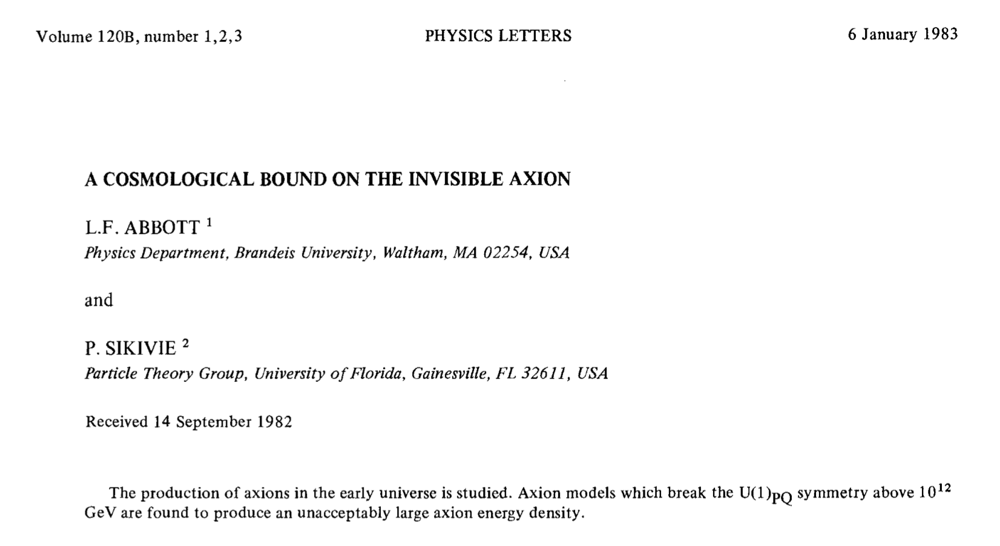 Volume 120B, number 1,2,3 PHYSICS LETTERS 6 January 1983
A COSMOLOGICAL BOUND ON THE INVISIBLE AXION
L.F. ABBOTT ¹
Physics Department, Brandeis University, Waltham, MA 02254, USA
and
P. SIKIVIE ²
Particle Theory Group, University of Florida, Gainesville, FL 32611, USA
Received 14 September 1982
The production of axions in the early universe is studied. Axion models which break the U(1)PQ symmetry above 10¹²
GeV are found to produce an unacceptably large axion energy density.